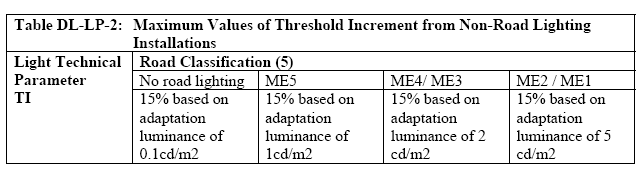 Table DL-LP-2: Maximum Values of Threshold Increment from Non-Road Lighting
Installations
Light Technical Road Classification (5)
Parameter No road lighting ME5 ME4/ ME3 ME2 / ME1
TI 15% based on 15% based on 15% based on 15% based on
adaptation adaptation adaptation adaptation
luminance of luminance of luminance of 2 luminance of 5
0.1cd/m2 1cd/m2 cd/m2 cd/m2